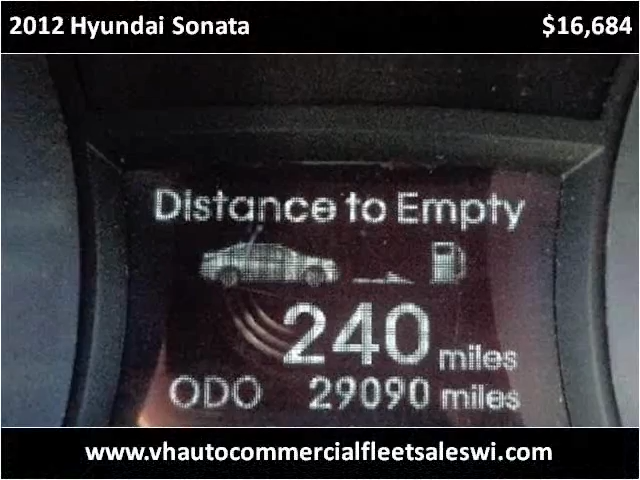 2012 Hyundai Sonata $16,684
Distance to Empty
240 miles
ODO 29090 miles
www.vhautocommercialfleetsaleswi.com